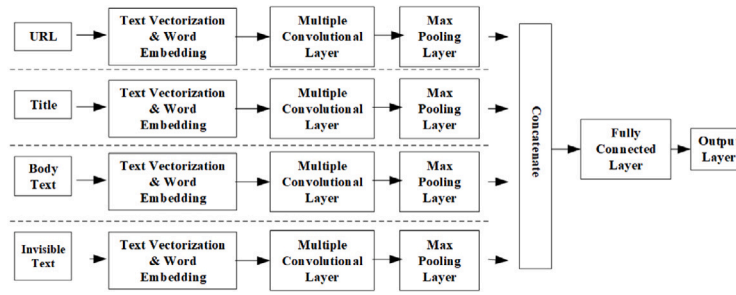 URL
Text Vectorization
& Word
Embedding
Multiple
Convolutional
Layer
Max
Pooling
Layer
Title
Text Vectorization
& Word
Embedding
Multiple
Convolutional
Layer
Max
Pooling
Layer
Body
Text
Text Vectorization
& Word
Embedding
Multiple
Convolutional
Layer
Max
Pooling
Layer
Invisible
Text
Text Vectorization
& Word
Embedding
Multiple
Convolutional
Layer
Max
Pooling
Layer
Concatenate
Fully
Connected
Layer
Output
Layer